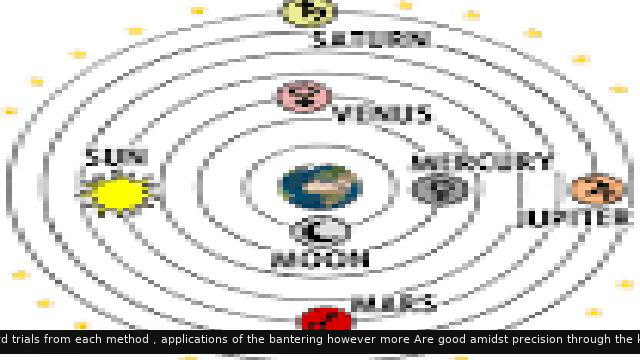 SATURN
VENUS
SUN
MERCURY
JUPITER
MOON
MARS
trials from each method , applications of the bantering however more Are good amidst precision through the